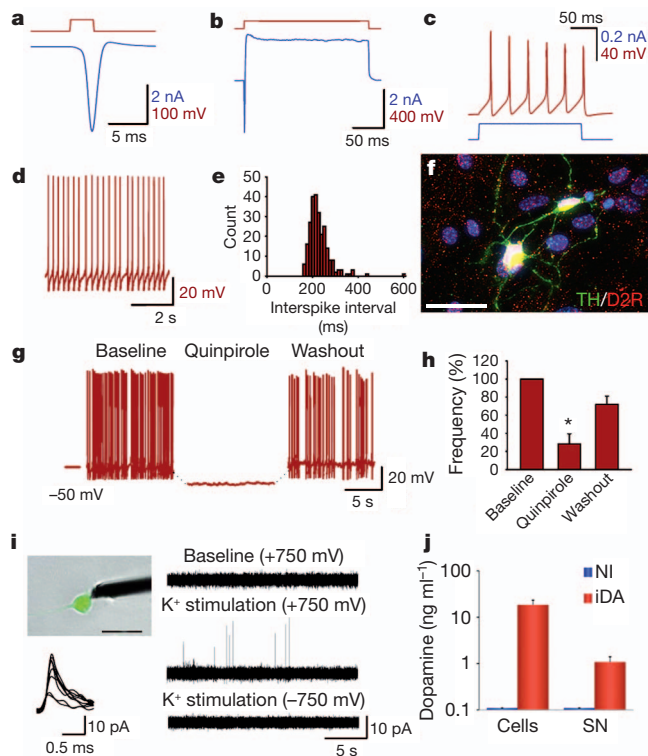 a
2 nA
100 mV
5 ms
b
2 nA
400 mV
50 ms
c
50 ms
0.2 nA
40 mV
d
20 mV
2 s
e
50
40
30
20
10
0
Count
0 200 400 600
Interspike interval
(ms)
f
TH/D2R
g
Baseline Quinpirole Washout
−50 mV
20 mV
5 s
h
Frequency (%)
120
100
80
60
40
20
0
*
Baseline
Quinpirole
Washout
i
Baseline (+750 mV)
K⁺ stimulation (+750 mV)
K⁺ stimulation (−750 mV)
10 pA
0.5 ms
10 pA
5 s
j
Dopamine (ng ml⁻¹)
100
10
1
0.1
NI
iDA
Cells SN